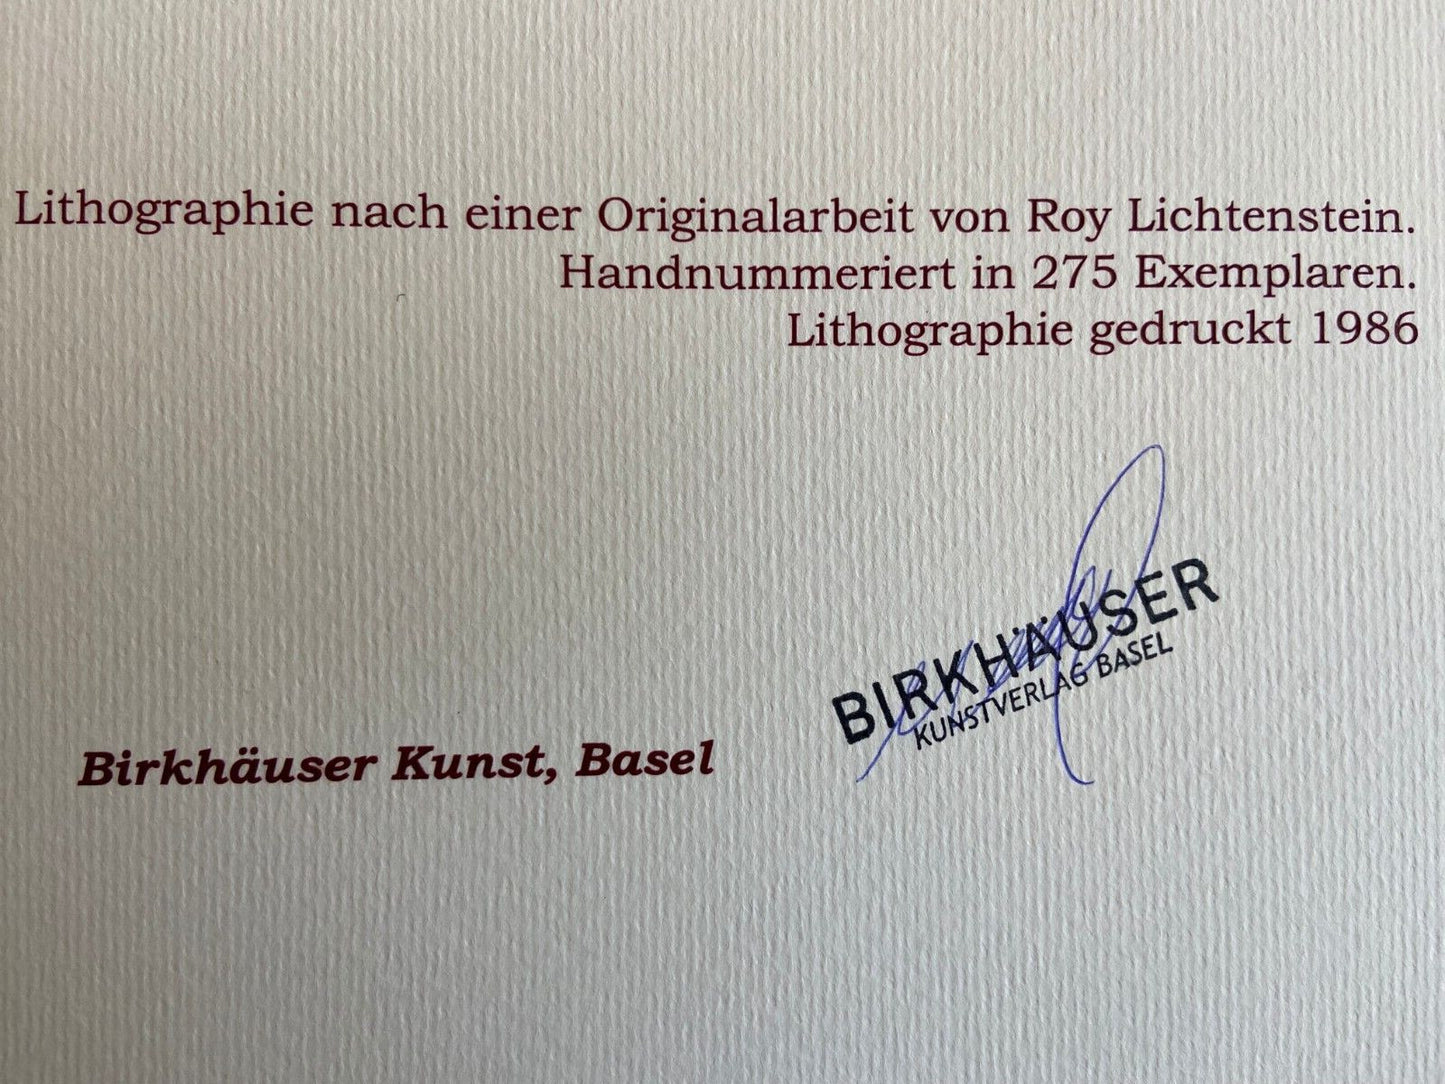 Lithographie nach einer Originalarbeit von Roy Lichtenstein.
Handnummeriert in 275 Exemplaren.
Lithographie gedruckt 1986
BIRKHÄUSER
KUNSTVERLAG BASEL
Birkhäuser Kunst, Basel